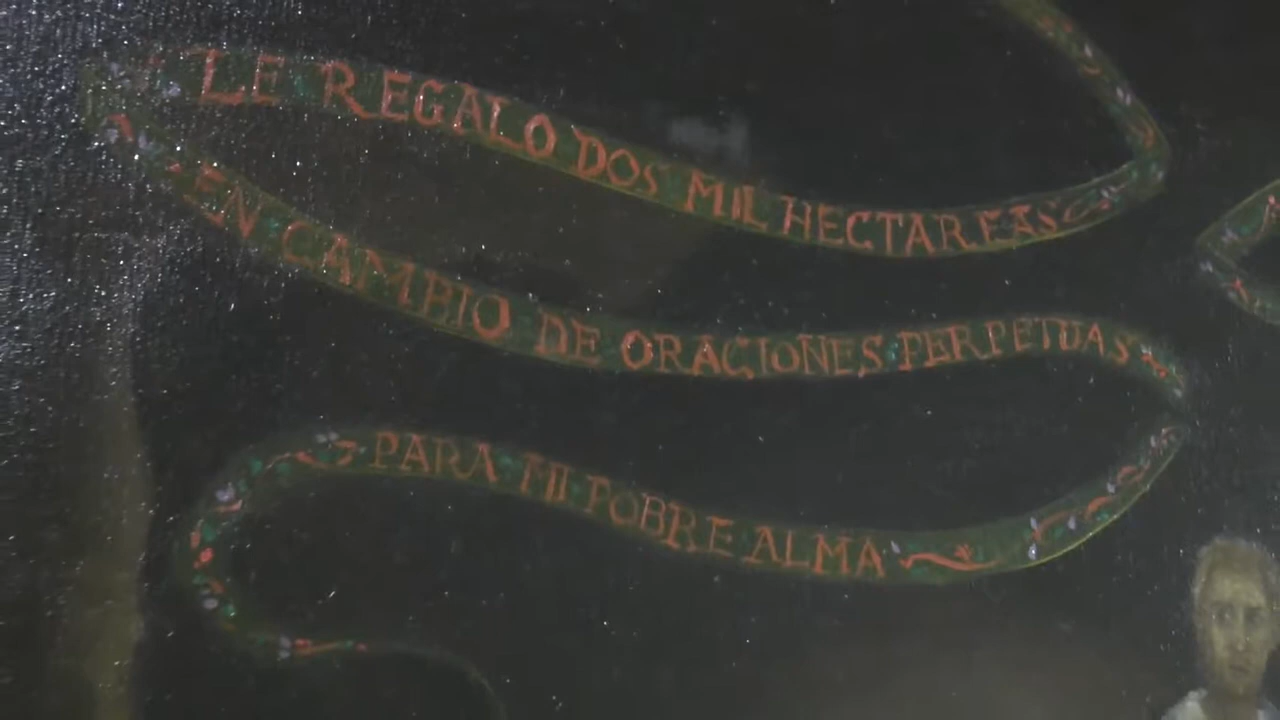 LE REGALO DOS MIL HECTAREAS
EN CAMBIO DE ORACIONES PERPETUAS
PARA MI POBRE ALMA